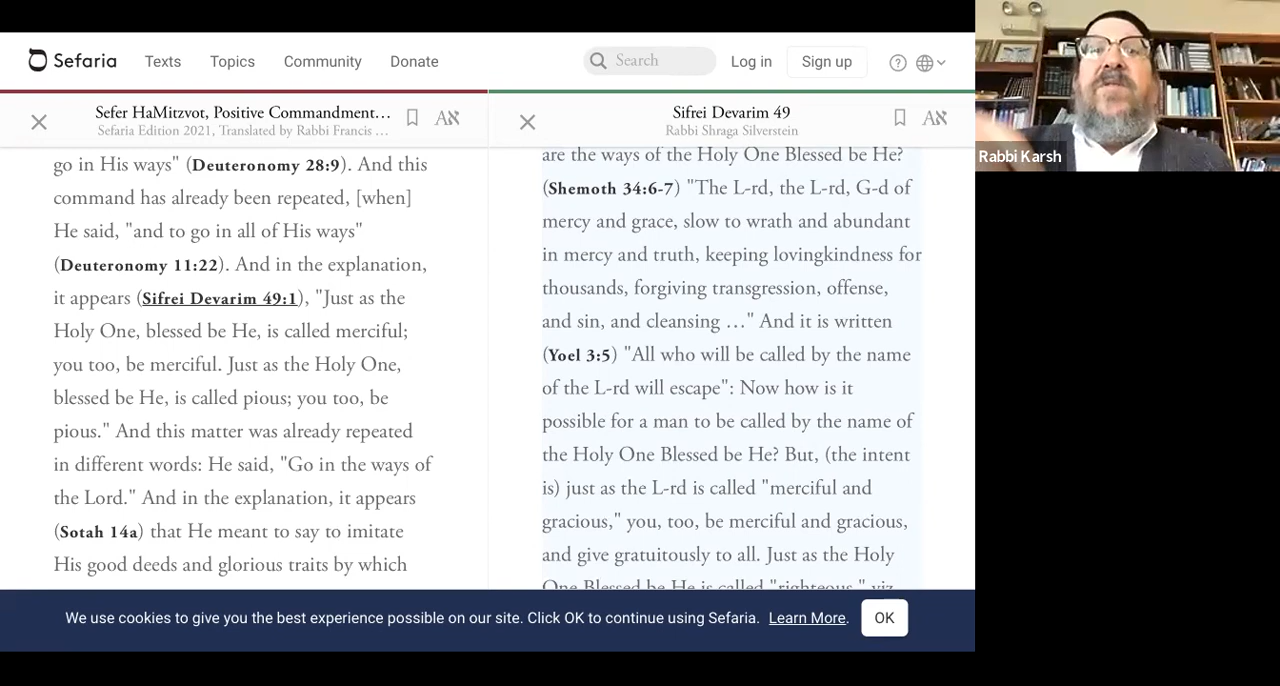 Sefaria Texts Topics Community Donate Search Log in Sign up
Sefer HaMitzvot, Positive Commandment…
Sefaria Edition 2021, Translated by Rabbi Francis …
go in His ways" (Deuteronomy 28:9). And this
command has already been repeated, [when]
He said, "and to go in all of His ways"
(Deuteronomy 11:22). And in the explanation,
it appears (Sifrei Devarim 49:1), "Just as the
Holy One, blessed be He, is called merciful;
you too, be merciful. Just as the Holy One,
blessed be He, is called pious; you too, be
pious." And this matter was already repeated
in different words: He said, "Go in the ways of
the Lord." And in the explanation, it appears
(Sotah 14a) that He meant to say to imitate
His good deeds and glorious traits by which
Sifrei Devarim 49
Rabbi Shraga Silverstein
are the ways of the Holy One Blessed be He?
(Shemoth 34:6-7) "The L-rd, the L-rd, G-d of
mercy and grace, slow to wrath and abundant
in mercy and truth, keeping lovingkindness for
thousands, forgiving transgression, offense,
and sin, and cleansing …" And it is written
(Yoel 3:5) "All who will be called by the name
of the L-rd will escape": Now how is it
possible for a man to be called by the name of
the Holy One Blessed be He? But, (the intent
is) just as the L-rd is called "merciful and
gracious," you, too, be merciful and gracious,
and give gratuitously to all. Just as the Holy
One Blessed be He is called "righteous," viz.
We use cookies to give you the best experience possible on our site. Click OK to continue using Sefaria. Learn More. OK
Rabbi Karsh